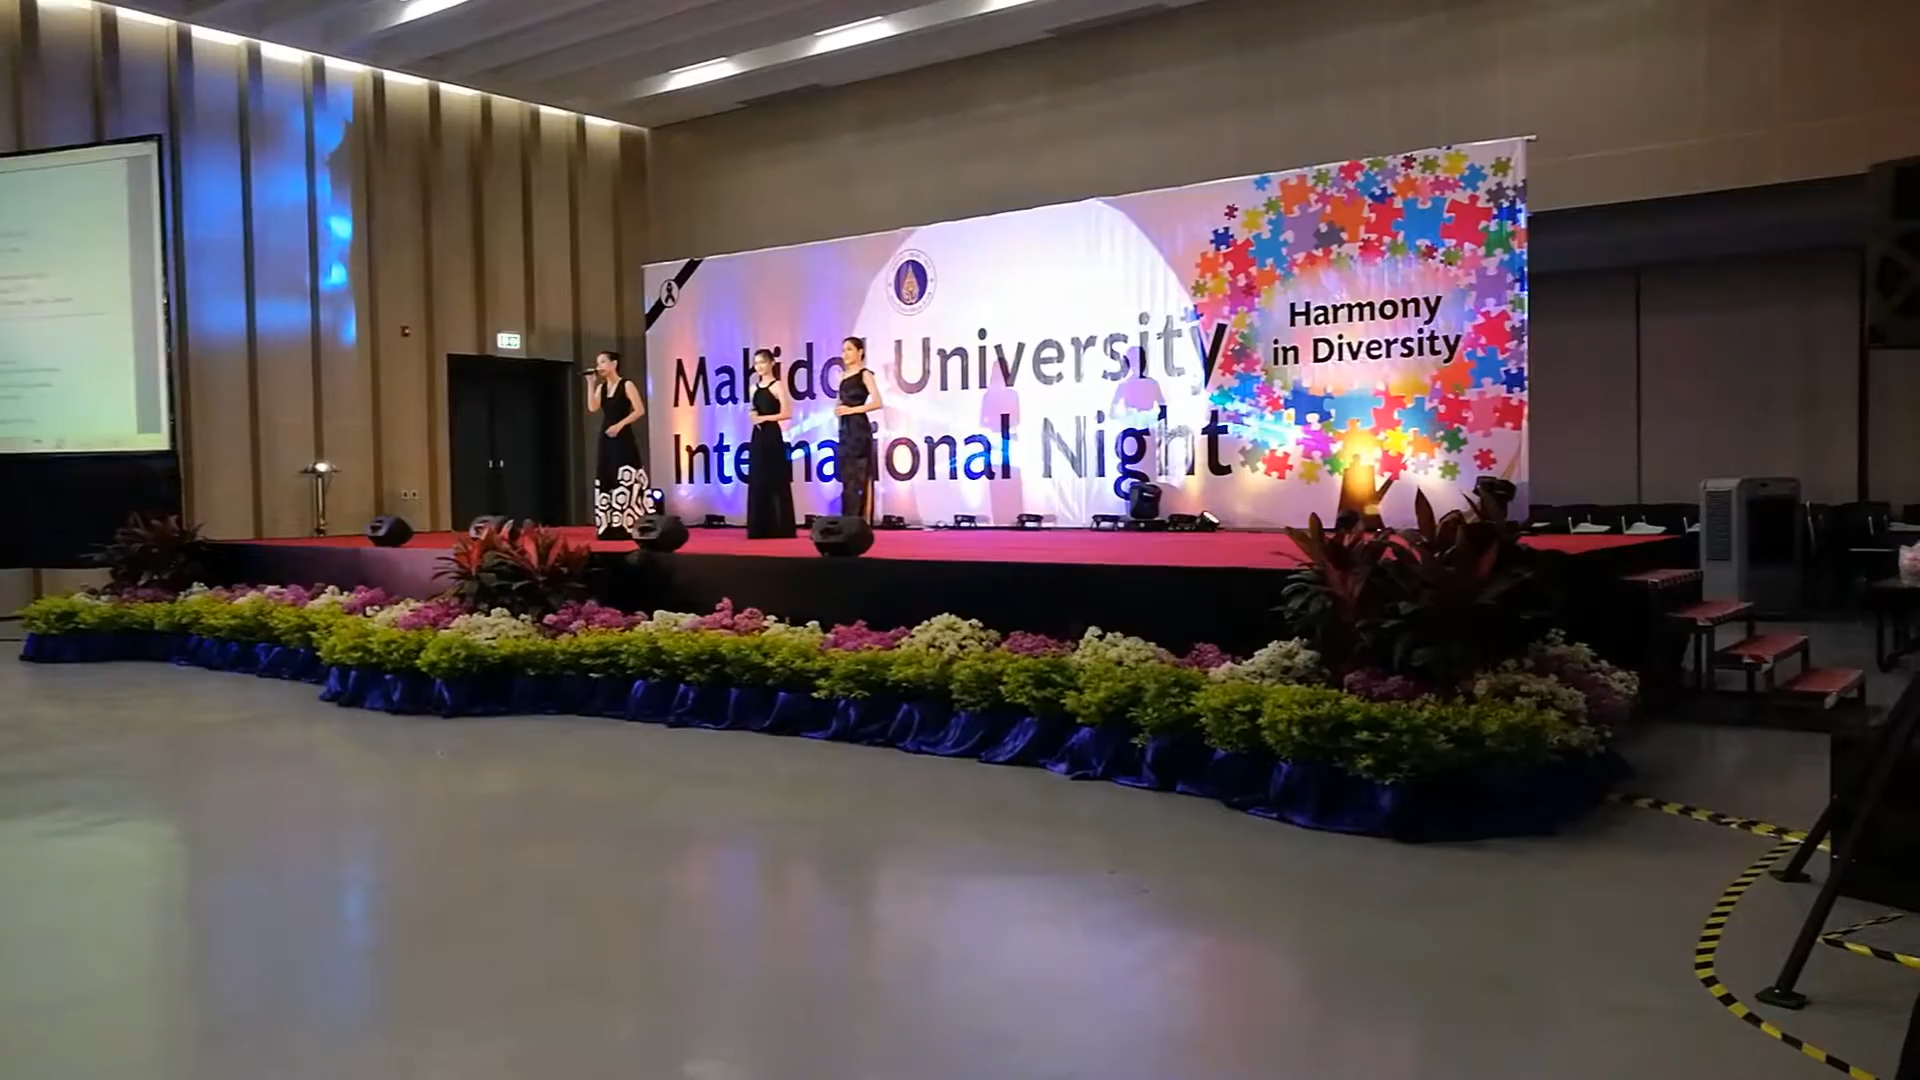 Mahidol University
International Night
Harmony
in Diversity